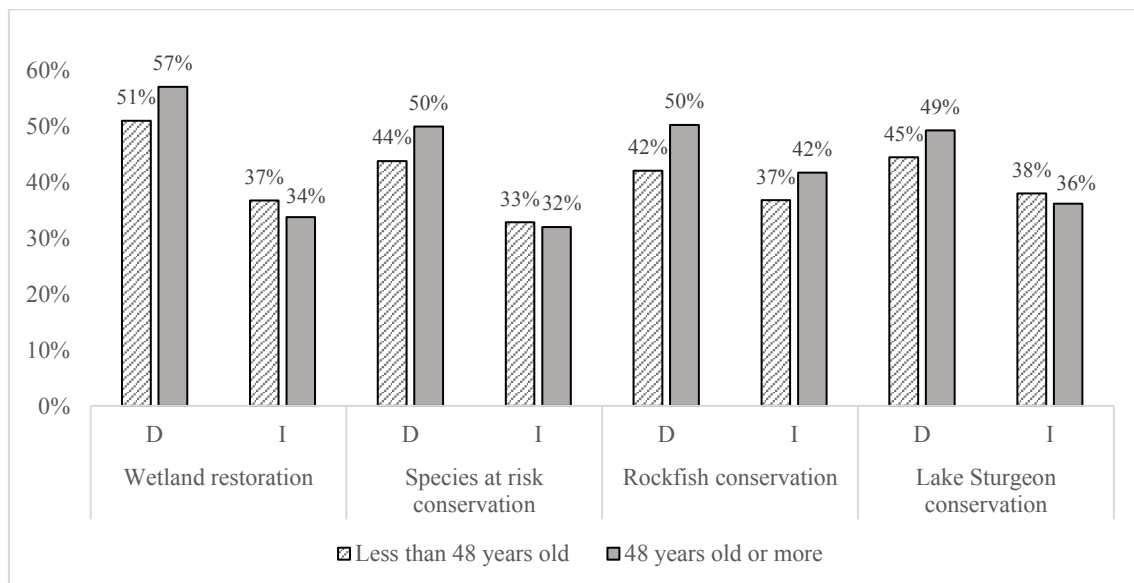 60%
50%
40%
30%
20%
10%
0%
51%
57%
37%
34%
44%
50%
33%
32%
42%
50%
37%
42%
45%
49%
38%
36%
D I D I D I D I
Wetland restoration
Species at risk
conservation
Rockfish conservation
Lake Sturgeon
conservation
Less than 48 years old
48 years old or more